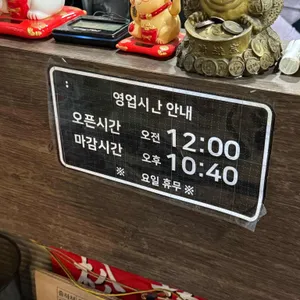 영업시간 안내
오픈시간 오전 12:00
마감시간 오후 10:40
※ 요일 휴무 ※